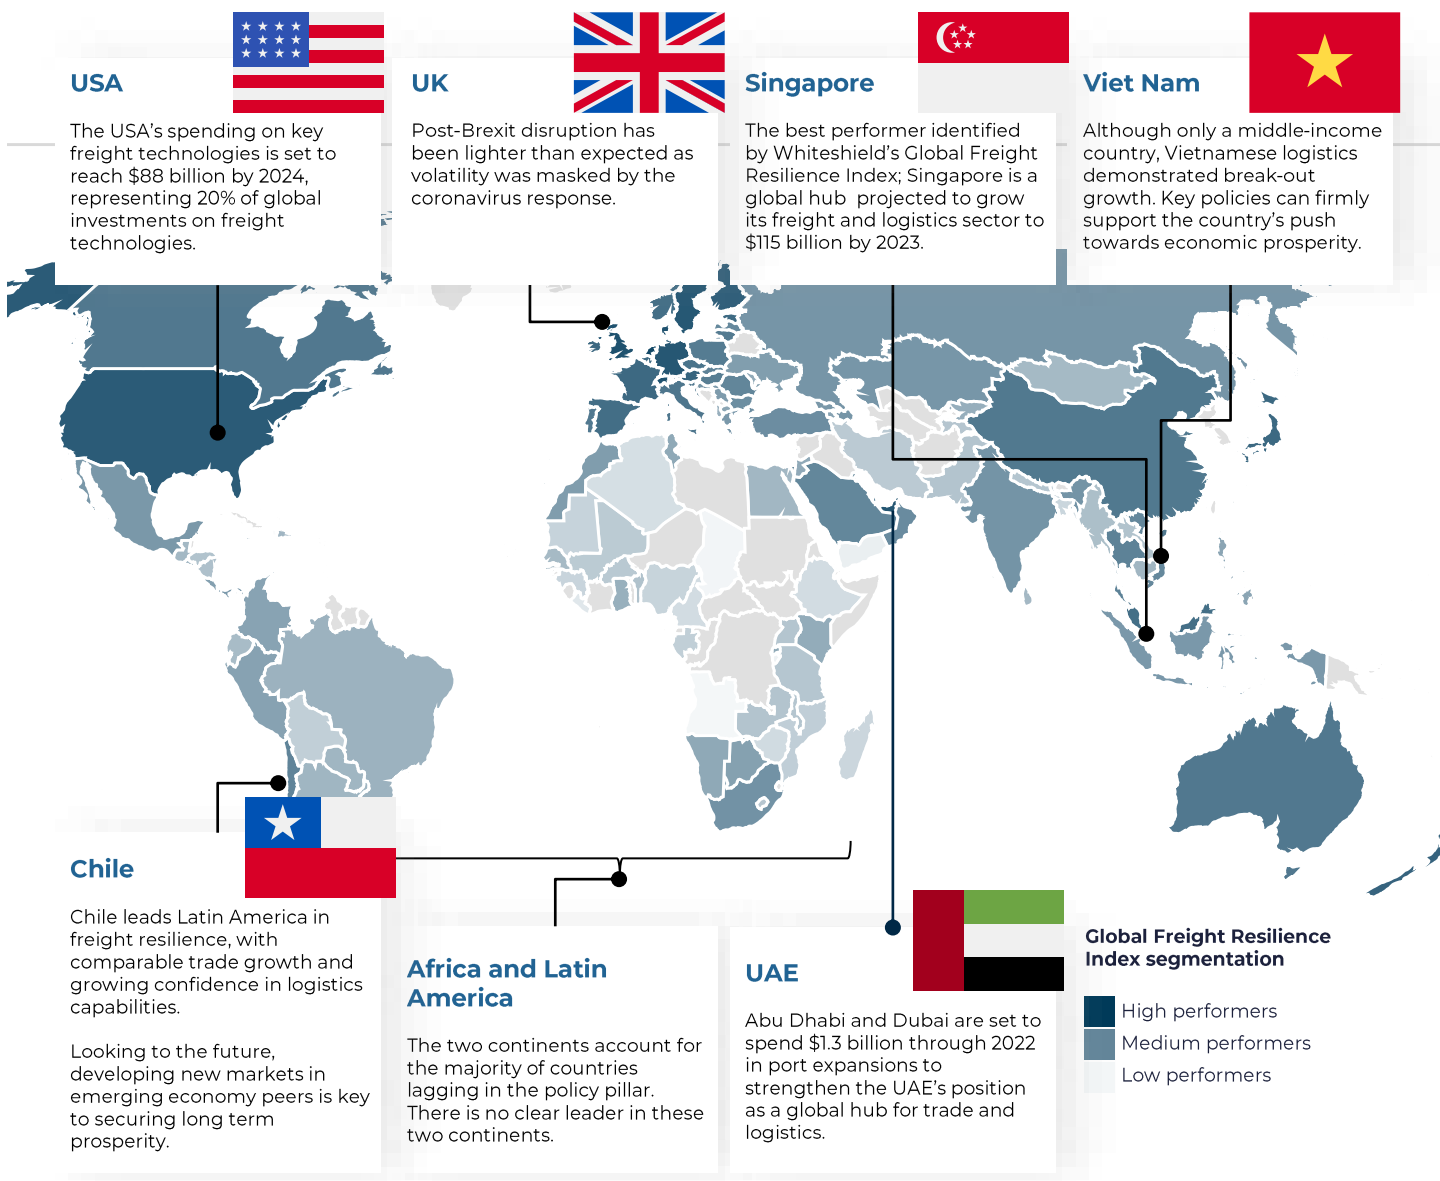 USA
The USA's spending on key
freight technologies is set to
reach $88 billion by 2024,
representing 20% of global
investments on freight
technologies.
UK
Post-Brexit disruption has
been lighter than expected as
volatility was masked by the
coronavirus response.
Singapore
The best performer identified
by Whiteshield's Global Freight
Resilience Index; Singapore is a
global hub  projected to grow
its freight and logistics sector to
$115 billion by 2023.
Viet Nam
Although only a middle-income
country, Vietnamese logistics
demonstrated break-out
growth. Key policies can firmly
support the country's push
towards economic prosperity.
Chile
Chile leads Latin America in
freight resilience, with
comparable trade growth and
growing confidence in logistics
capabilities.
Looking to the future,
developing new markets in
emerging economy peers is key
to securing long term
prosperity.
Africa and Latin
America
The two continents account for
the majority of countries
lagging in the policy pillar.
There is no clear leader in these
two continents.
UAE
Abu Dhabi and Dubai are set to
spend $1.3 billion through 2022
in port expansions to
strengthen the UAE's position
as a global hub for trade and
logistics.
Global Freight Resilience
Index segmentation
High performers
Medium performers
Low performers